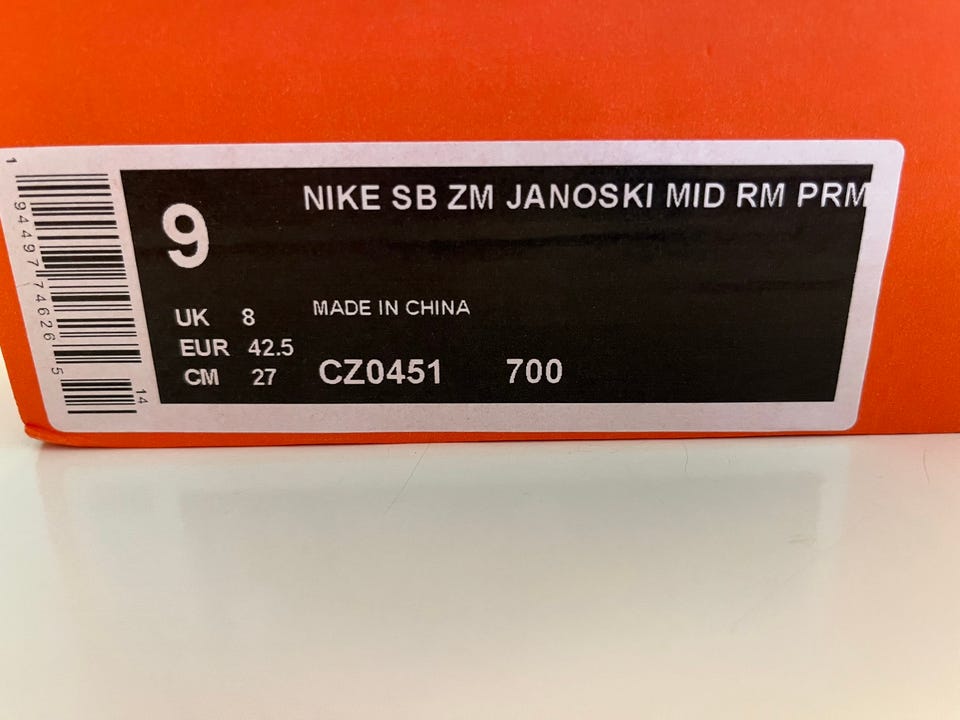 NIKE SB ZM JANOSKI MID RM PRM
9
MADE IN CHINA
UK 8
EUR 42.5
CM 27
CZ0451 700
1 94497 74626 5
14